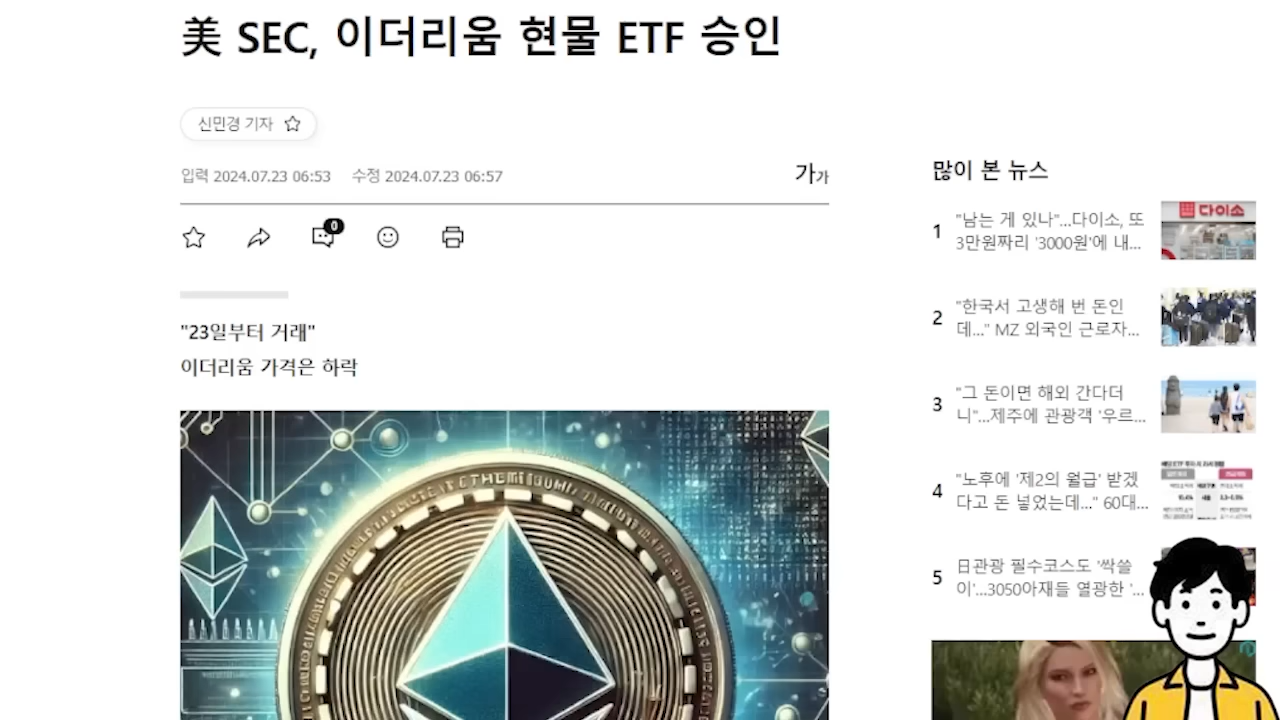 美 SEC, 이더리움 현물 ETF 승인
신민경 기자
입력 2024.07.23 06:53 수정 2024.07.23 06:57
가가
0
"23일부터 거래"
이더리움 가격은 하락
많이 본 뉴스
1
"남는 게 있나"...다이소, 또
3만원짜리 '3000원'에 내...
다이소
2
"한국서 고생해 번 돈인
데..." MZ 외국인 근로자...
3
"그 돈이면 해외 간다더
니"...제주에 관광객 '우르...
4
"노후에 '제2의 월급' 받겠
다고 돈 넣었는데..." 60대...
5
日관광 필수코스도 '싹쓸
이'...3050아재들 열광한 '...